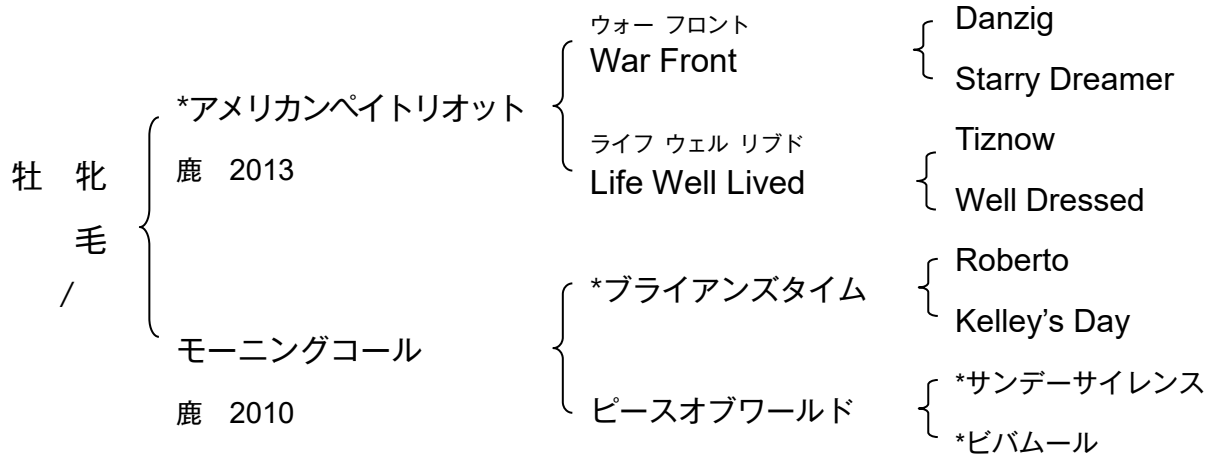 牡 牝
毛
/
*アメリカンペイトリオット
鹿 2013
モーニングコール
鹿 2010
ウォー フロント
War Front
ライフ ウェル リブド
Life Well Lived
*ブライアンズタイム
ピースオブワールド
Danzig
Starry Dreamer
Tiznow
Well Dressed
Roberto
Kelley’s Day
*サンデーサイレンス
*ビバムール